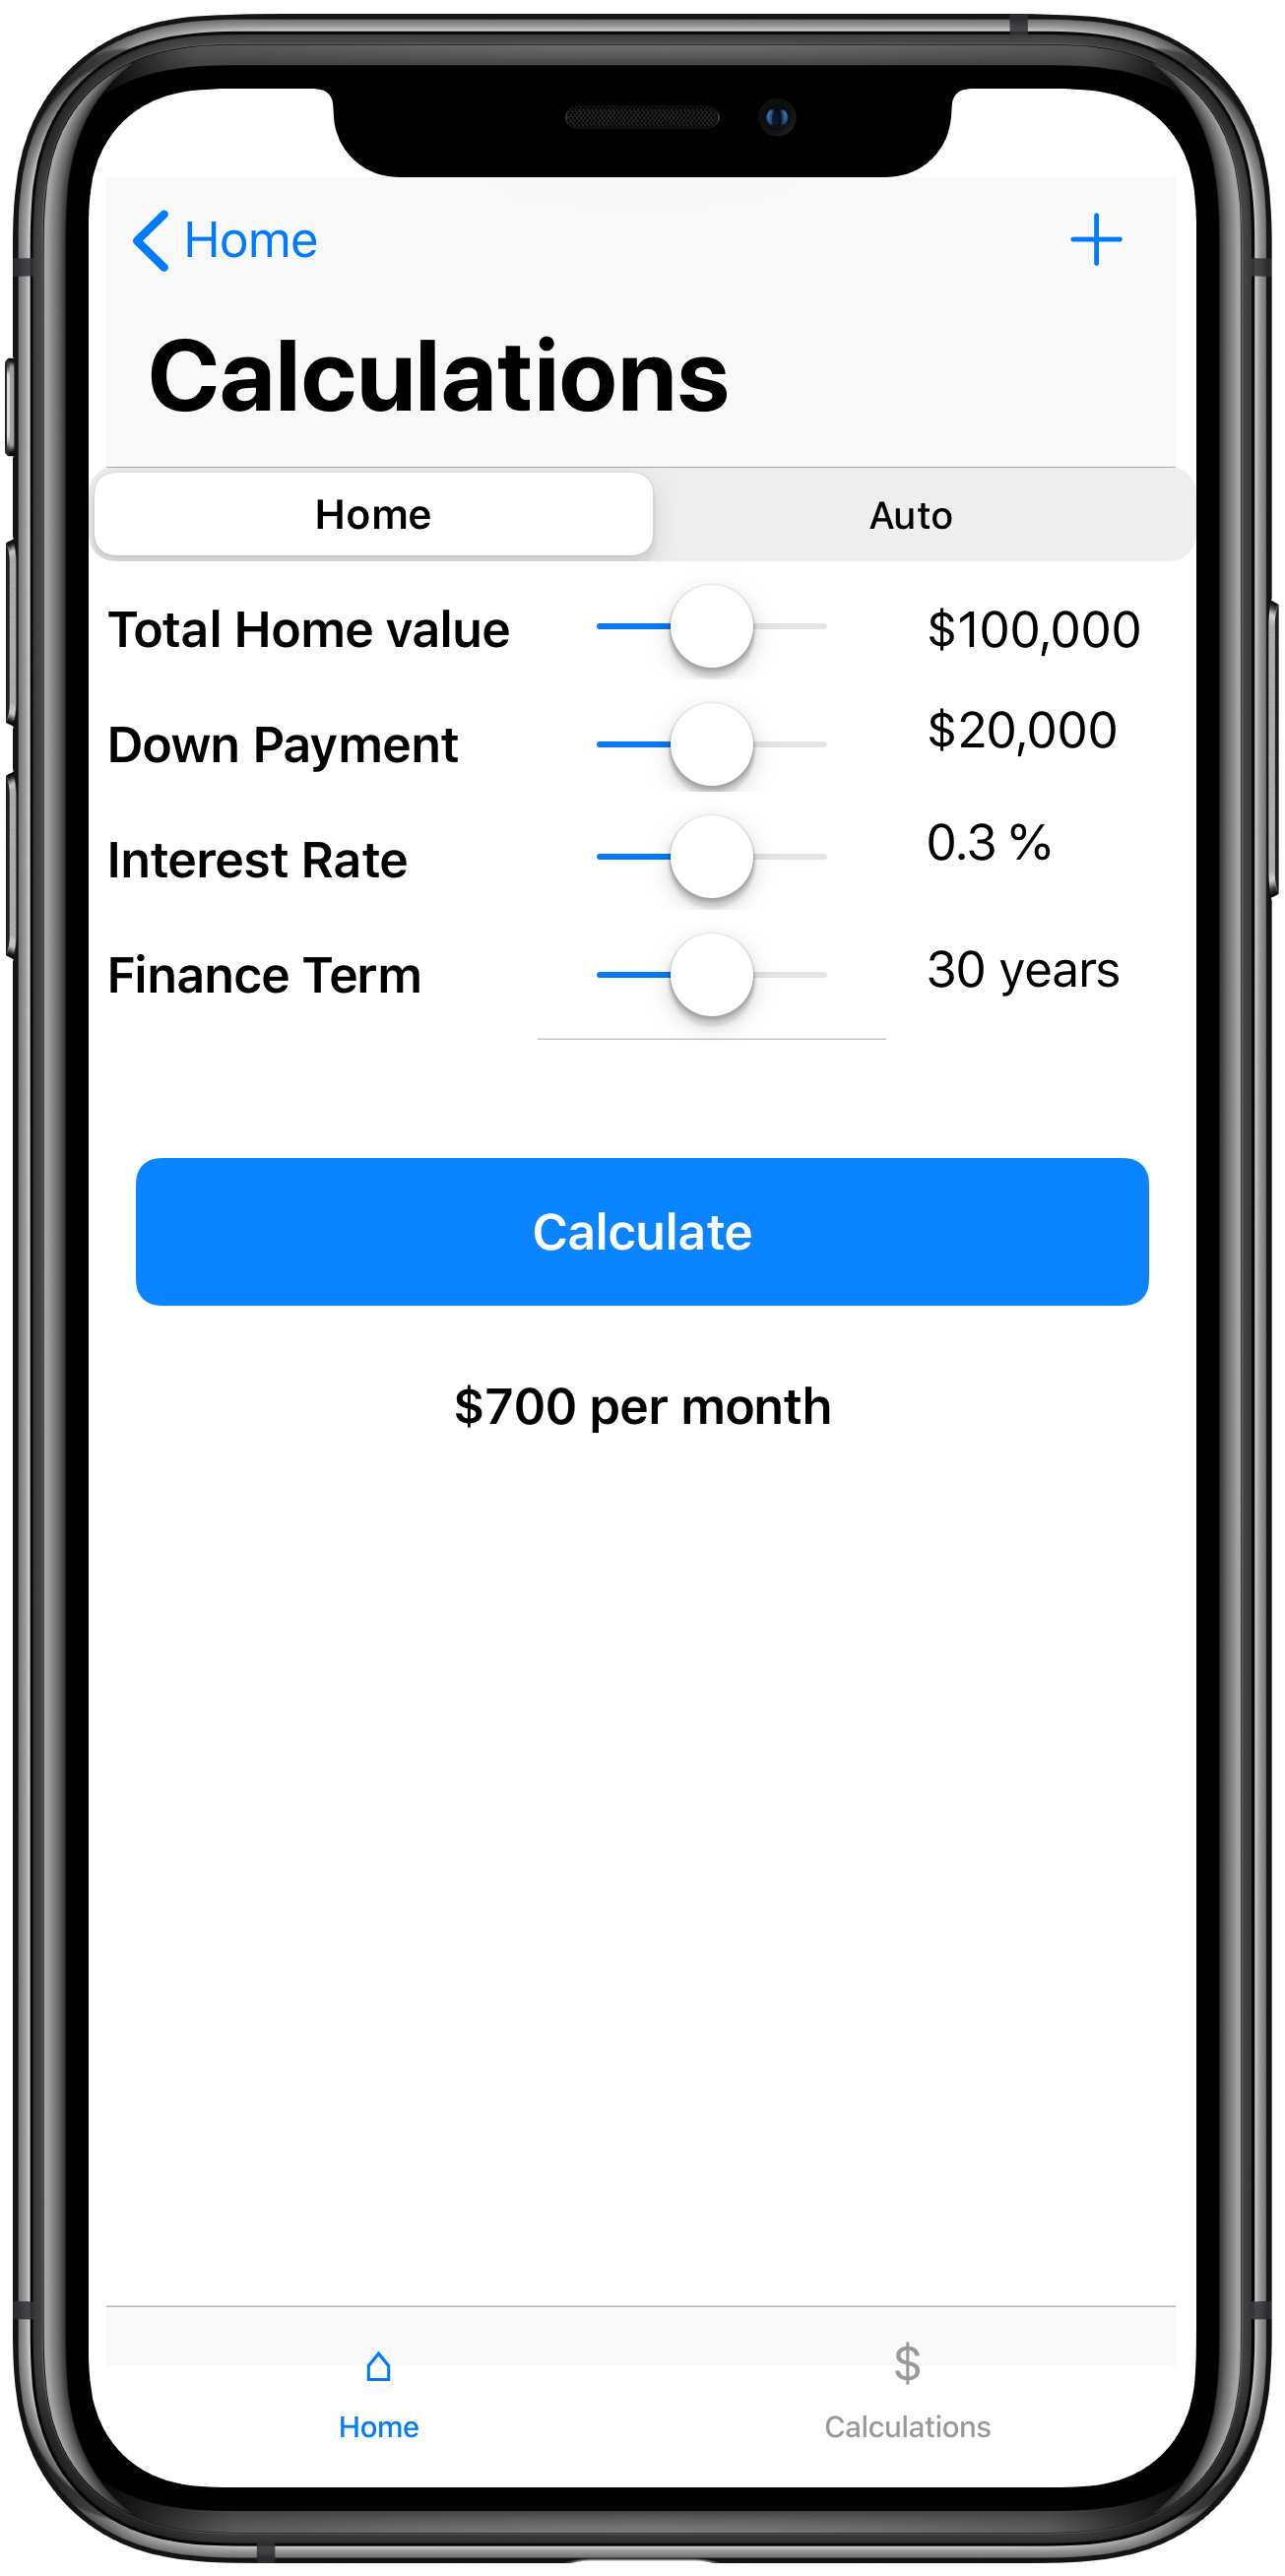 Home
Calculations
Home Auto
Total Home value $100,000
Down Payment $20,000
Interest Rate 0.3 %
Finance Term 30 years
Calculate
$700 per month
$
Home Calculations